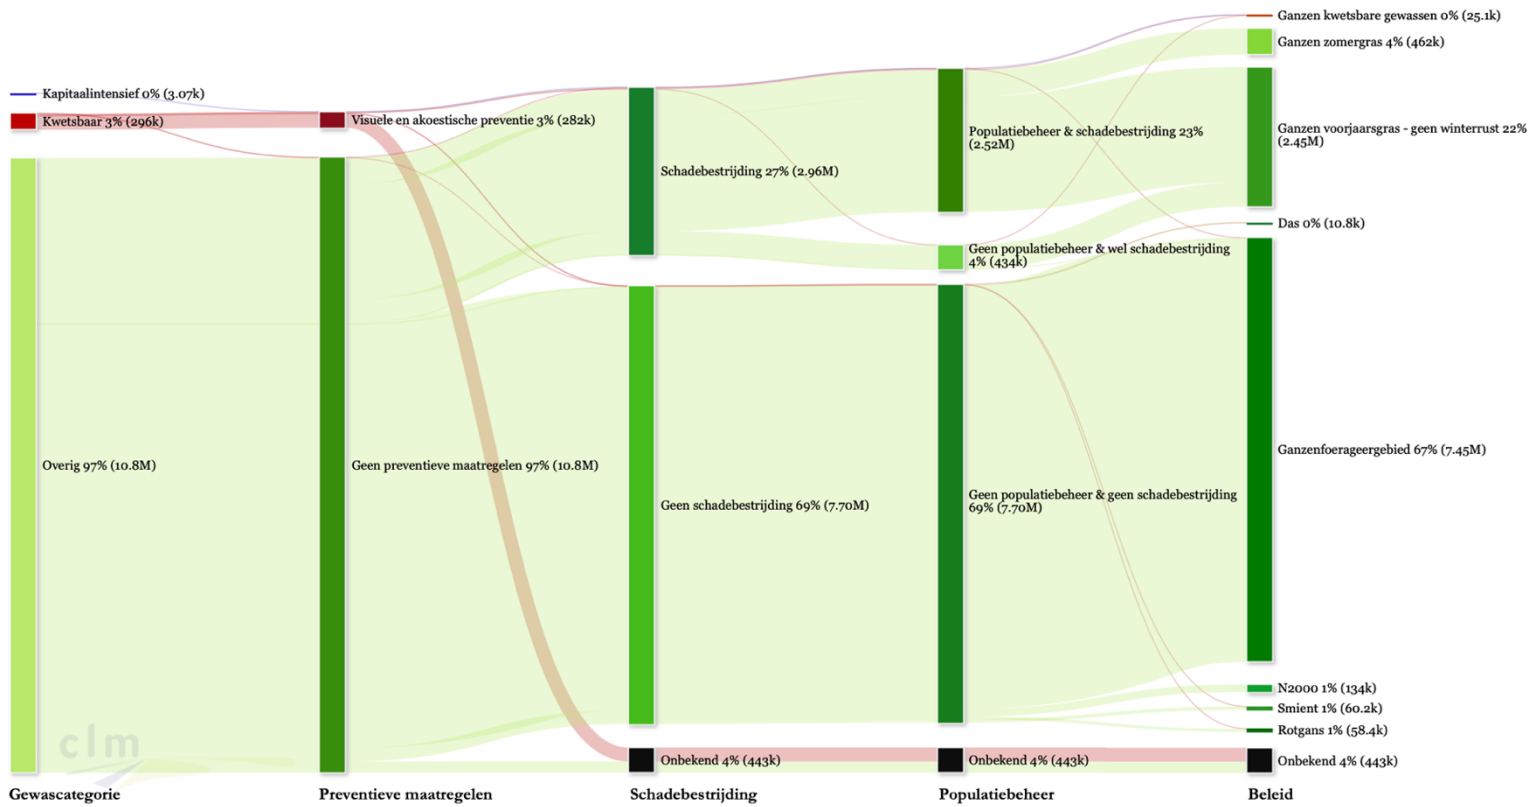 Kapitaalintensief 0% (3.07k)
Kwetsbaar 3% (296k)
Overig 97% (10.8M)
clm
Gewascategorie
Visuele en akoestische preventie 3% (282k)
Geen preventieve maatregelen 97% (10.8M)
Preventieve maatregelen
Schadebestrijding 27% (2.96M)
Geen schadebestrijding 69% (7.70M)
Onbekend 4% (443k)
Schadebestrijding
Populatiebeheer & schadebestrijding 23%
(2.52M)
Geen populatiebeheer & wel schadebestrijding
4% (434k)
Geen populatiebeheer & geen schadebestrijding
69% (7.70M)
Onbekend 4% (443k)
Populatiebeheer
Ganzen kwetsbare gewassen 0% (25.1k)
Ganzen zomergras 4% (462k)
Ganzen voorjaarsgras - geen winterrust 22%
(2.45M)
Das 0% (10.8k)
Ganzenfoerageergebied 67% (7.45M)
N2000 1% (134k)
Smient 1% (60.2k)
Rotgans 1% (58.4k)
Onbekend 4% (443k)
Beleid